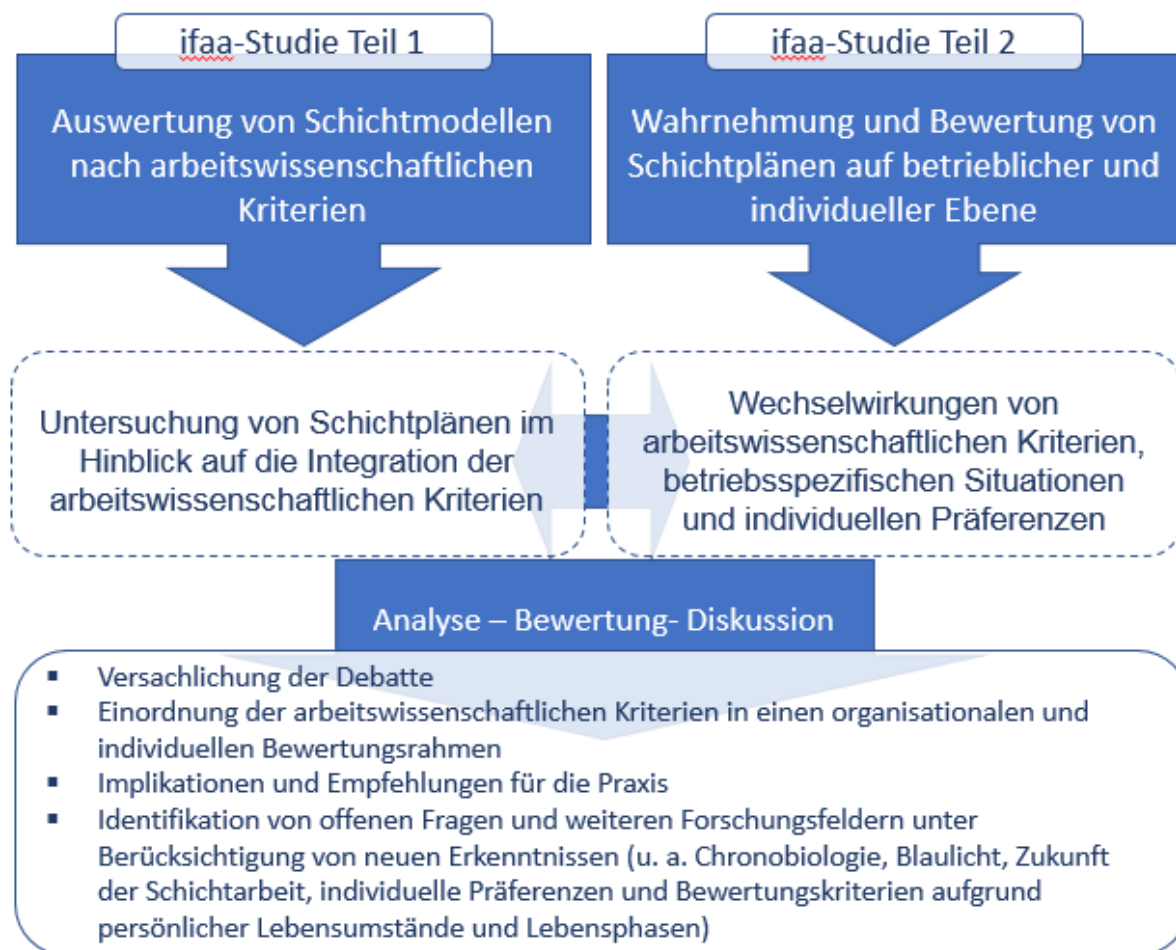 ifaa-Studie Teil 1
Auswertung von Schichtmodellen
nach arbeitswissenschaftlichen
Kriterien
ifaa-Studie Teil 2
Wahrnehmung und Bewertung von
Schichtplänen auf betrieblicher und
individueller Ebene
Untersuchung von Schichtplänen im
Hinblick auf die Integration der
arbeitswissenschaftlichen Kriterien
Wechselwirkungen von
arbeitswissenschaftlichen Kriterien,
betriebsspezifischen Situationen
und individuellen Präferenzen
Analyse – Bewertung- Diskussion
▪ Versachlichung der Debatte
▪ Einordnung der arbeitswissenschaftlichen Kriterien in einen organisationalen und
individuellen Bewertungsrahmen
▪ Implikationen und Empfehlungen für die Praxis
▪ Identifikation von offenen Fragen und weiteren Forschungsfeldern unter
Berücksichtigung von neuen Erkenntnissen (u. a. Chronobiologie, Blaulicht, Zukunft
der Schichtarbeit, individuelle Präferenzen und Bewertungskriterien aufgrund
persönlicher Lebensumstände und Lebensphasen)